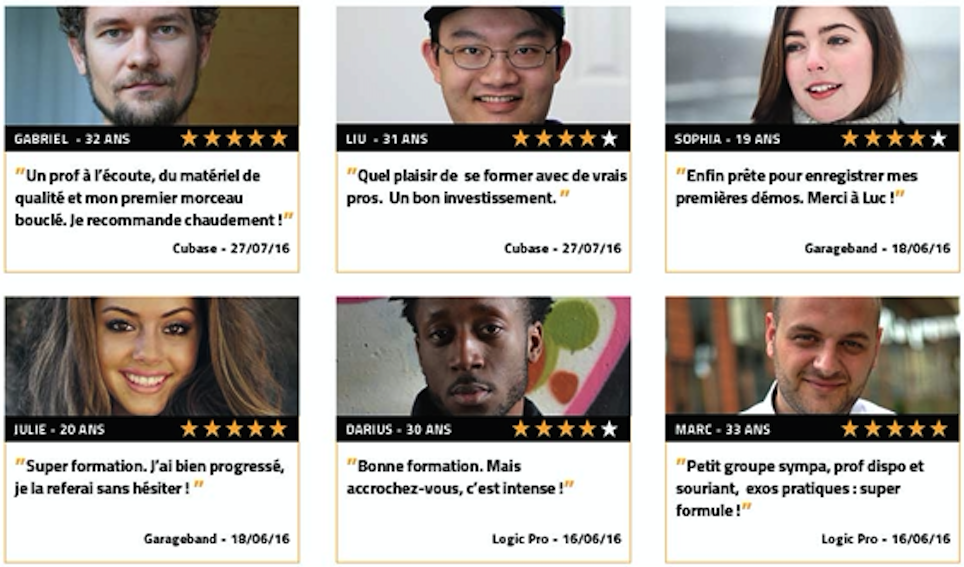 GABRIEL - 32 ANS
"Un prof à l'écoute, du matériel de
qualité et mon premier morceau
bouclé. Je recommande chaudement !"
Cubase - 27/07/16
LIU - 31 ANS
"Quel plaisir de se former avec de vrais
pros. Un bon investissement. "
Cubase - 27/07/16
SOPHIA - 19 ANS
"Enfin prête pour enregistrer mes
premières démos. Merci à Luc !"
Garageband - 18/06/16
JULIE - 20 ANS
"Super formation. J'ai bien progressé,
je la referai sans hésiter ! "
Garageband - 18/06/16
DARIUS - 30 ANS
"Bonne formation. Mais
accrochez-vous, c'est intense !"
Logic Pro - 16/06/16
MARC - 33 ANS
"Petit groupe sympa, prof dispo et
souriant, exos pratiques : super
formule !"
Logic Pro - 16/06/16